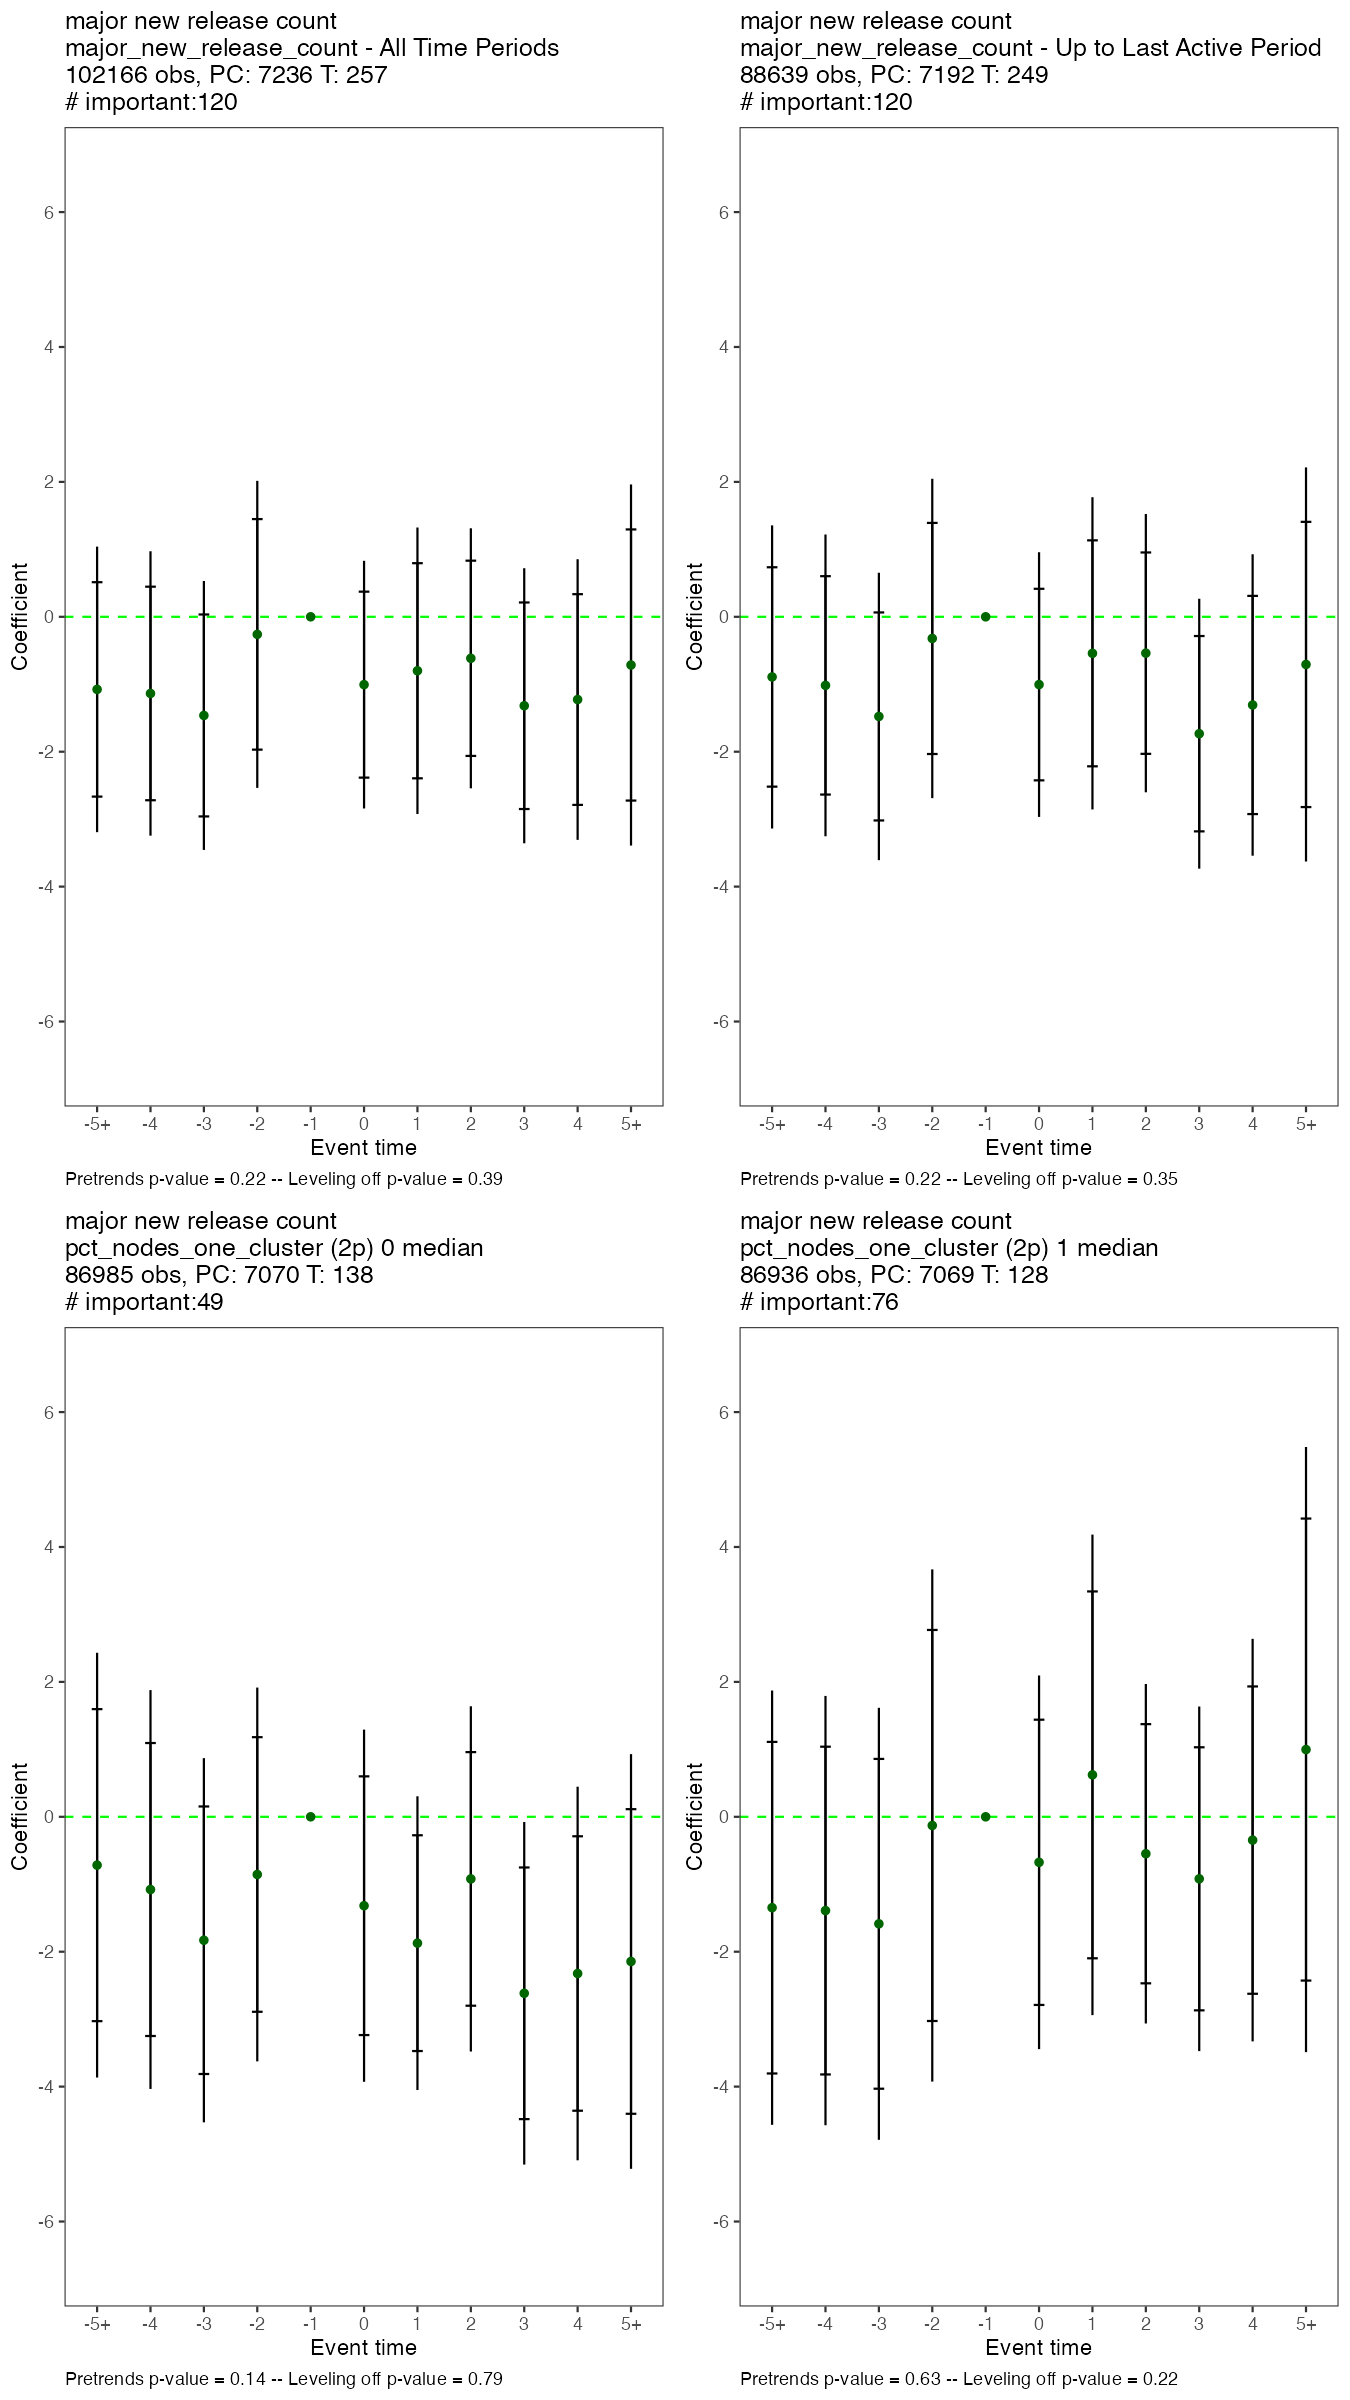 major new release count
major_new_release_count - All Time Periods
102166 obs, PC: 7236 T: 257
# important:120
6
4
2
0
-2
-4
-6
Coefficient
-5+ -4 -3 -2 -1 0 1 2 3 4 5+
Event time
Pretrends p-value = 0.22 -- Leveling off p-value = 0.39
major new release count
major_new_release_count - Up to Last Active Period
88639 obs, PC: 7192 T: 249
# important:120
6
4
2
0
-2
-4
-6
Coefficient
-5+ -4 -3 -2 -1 0 1 2 3 4 5+
Event time
Pretrends p-value = 0.22 -- Leveling off p-value = 0.35
major new release count
pct_nodes_one_cluster (2p) 0 median
86985 obs, PC: 7070 T: 138
# important:49
6
4
2
0
-2
-4
-6
Coefficient
-5+ -4 -3 -2 -1 0 1 2 3 4 5+
Event time
Pretrends p-value = 0.14 -- Leveling off p-value = 0.79
major new release count
pct_nodes_one_cluster (2p) 1 median
86936 obs, PC: 7069 T: 128
# important:76
6
4
2
0
-2
-4
-6
Coefficient
-5+ -4 -3 -2 -1 0 1 2 3 4 5+
Event time
Pretrends p-value = 0.63 -- Leveling off p-value = 0.22